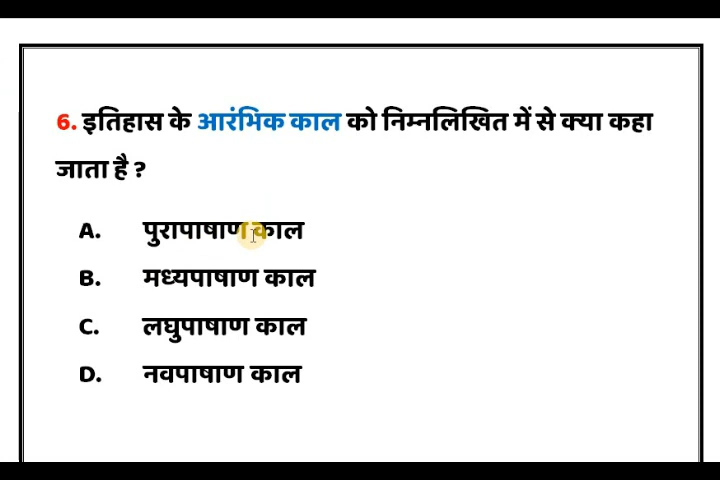 6. इतिहास के आरंभिक काल को निम्नलिखित में से क्या कहा
जाता है ?
A. पुरापाषाण काल
B. मध्यपाषाण काल
C. लघुपाषाण काल
D. नवपाषाण काल